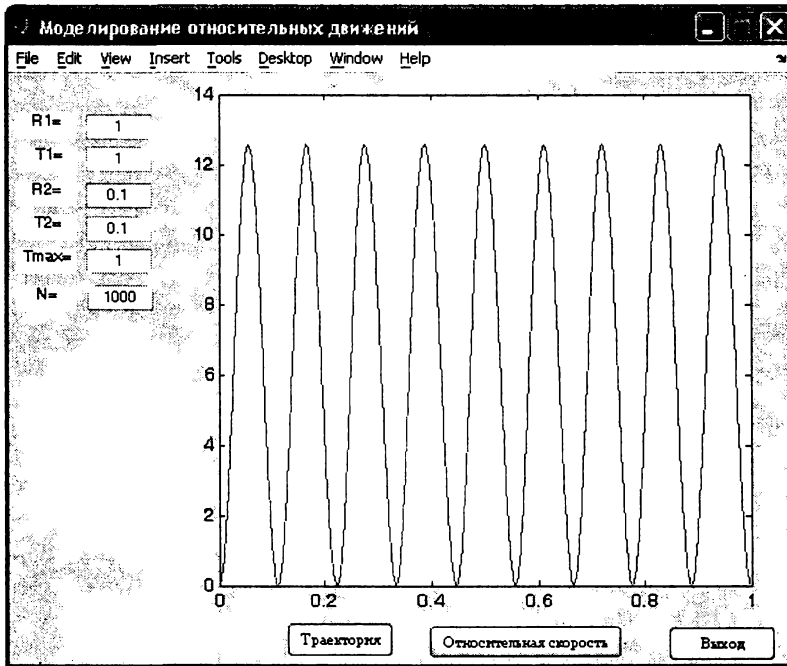 Моделирование относительных движений
File Edit View Insert Tools Desktop Window Help
R1= 1
T1= 1
R2= 0.1
T2= 0.1
Tmax= 1
N= 1000
14
12
10
8
6
4
2
0
0 0.2 0.4 0.6 0.8 1
Траектория Относительная скорость Выход